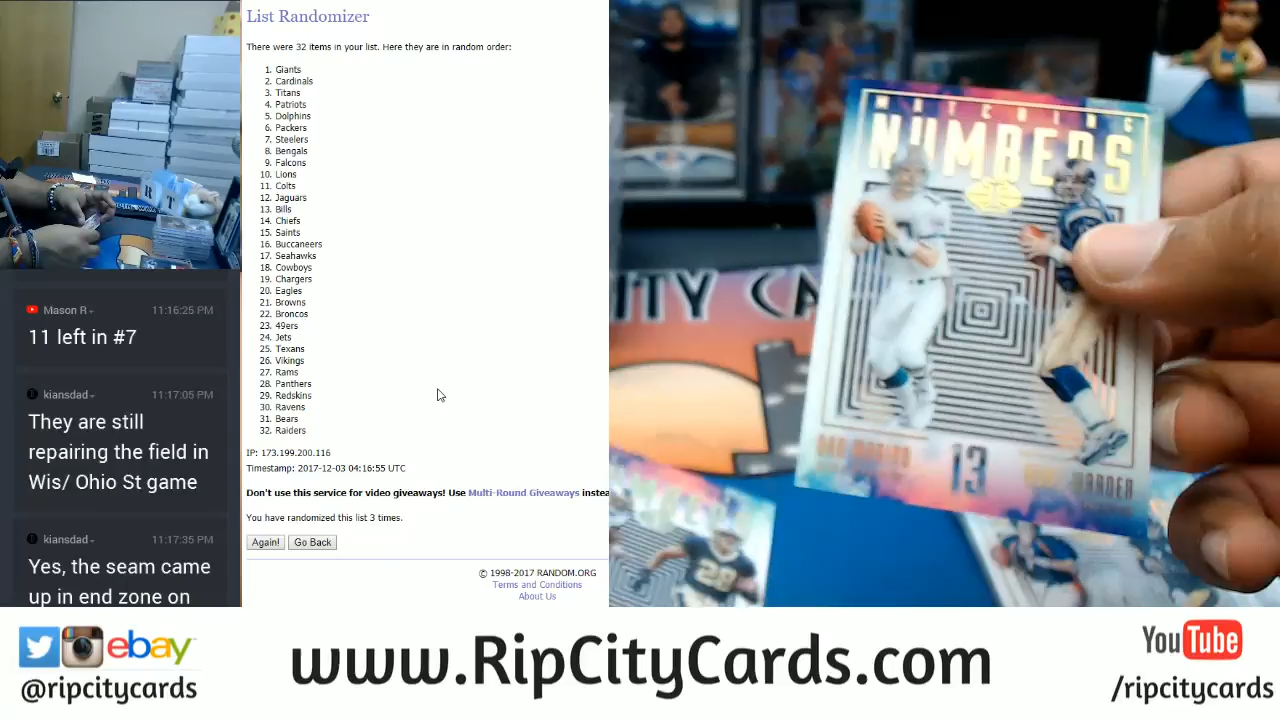 List Randomizer
There were 32 items in your list. Here they are in random order:
1. Giants
2. Cardinals
3. Titans
4. Patriots
5. Dolphins
6. Packers
7. Steelers
8. Bengals
9. Falcons
10. Lions
11. Colts
12. Jaguars
13. Bills
14. Chiefs
15. Saints
16. Buccaneers
17. Seahawks
18. Cowboys
19. Chargers
20. Eagles
21. Browns
22. Broncos
23. 49ers
24. Jets
25. Texans
26. Vikings
27. Rams
28. Panthers
29. Redskins
30. Ravens
31. Bears
32. Raiders
IP: 173.199.200.116
Timestamp: 2017-12-03 04:16:55 UTC
Don't use this service for video giveaways! Use Multi-Round Giveaways instea
You have randomized this list 3 times.
Again! Go Back
© 1998-2017 RANDOM.ORG
Terms and Conditions
About Us
Mason R 11:16:25 PM
11 left in #7
kiansdad 11:17:05 PM
They are still
repairing the field in
Wis/ Ohio St game
kiansdad 11:17:35 PM
Yes, the seam came
up in end zone on
MATCHING
NUMBERS
DAN MARINO
13
WARNER
ITY CA
28
R T
ebay
@ripcitycards
www.RipCityCards.com
YouTube
/ripcitycards